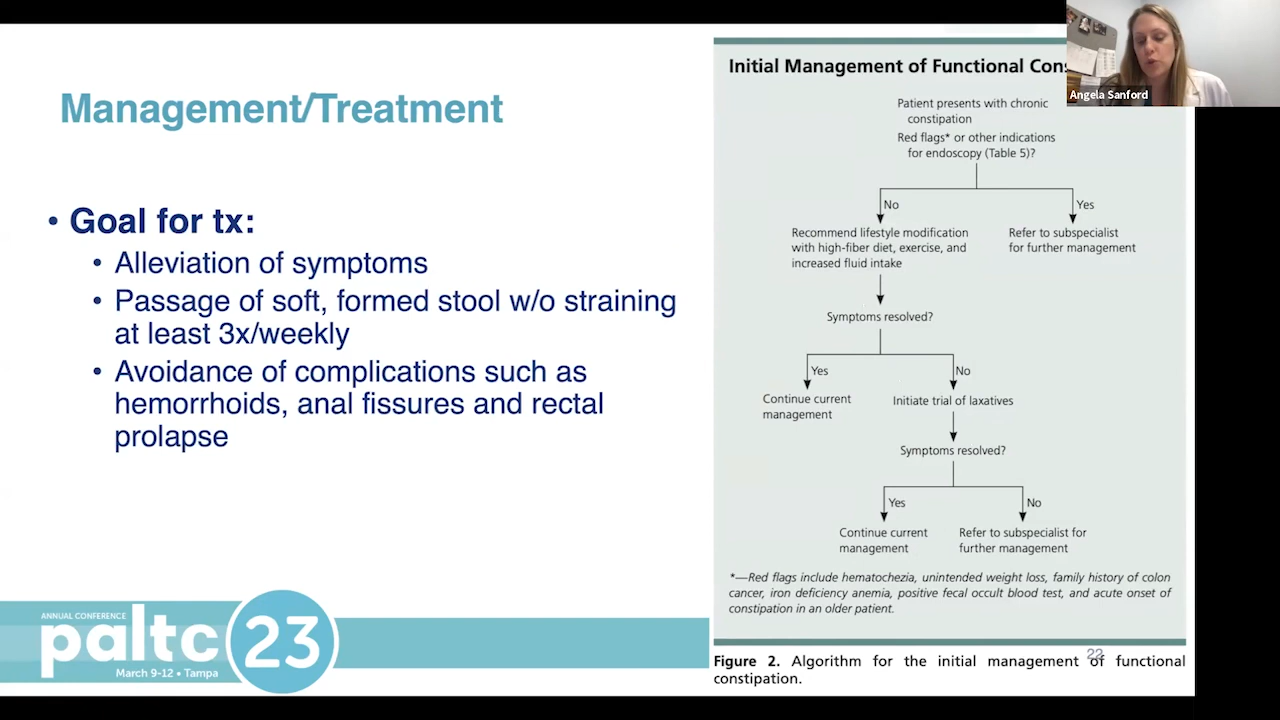 Management/Treatment
• Goal for tx:
• Alleviation of symptoms
• Passage of soft, formed stool w/o straining
at least 3x/weekly
• Avoidance of complications such as
hemorrhoids, anal fissures and rectal
prolapse
ANNUAL CONFERENCE
paltc 23
March 9-12 • Tampa
Initial Management of Functional
Angela Sanford
Patient presents with chronic
constipation
Red flags* or other indications
for endoscopy (Table 5)?
No
Yes
Recommend lifestyle modification
with high-fiber diet, exercise, and
increased fluid intake
Refer to subspecialist
for further management
Symptoms resolved?
Yes
No
Continue current
management
Initiate trial of laxatives
Symptoms resolved?
Yes
No
Continue current
management
Refer to subspecialist for
further management
*—Red flags include hematochezia, unintended weight loss, family history of colon
cancer, iron deficiency anemia, positive fecal occult blood test, and acute onset of
constipation in an older patient.
Figure 2. Algorithm for the initial management of functional
constipation.